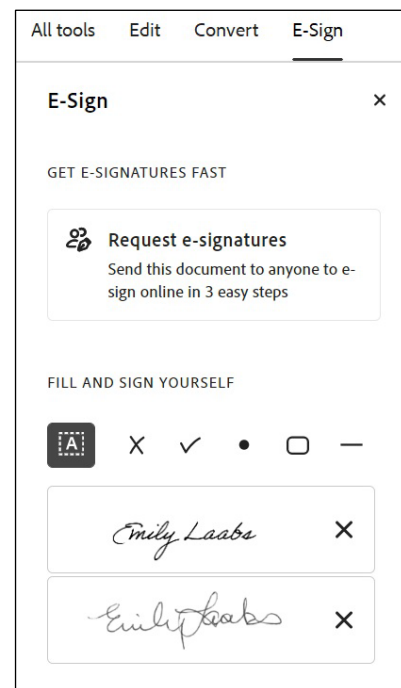 All tools Edit Convert E-Sign
E-Sign
GET E-SIGNATURES FAST
Request e-signatures
Send this document to anyone to e-
sign online in 3 easy steps
FILL AND SIGN YOURSELF
A
Emily Laabs
Emily Laabs